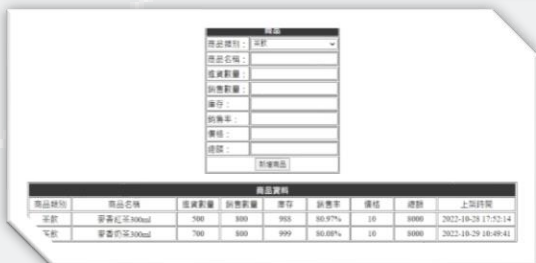 商品
商品類別： 茶飲
商品名稱：
進貨數量：
銷售數量：
庫存：
銷售率：
價格：
總額：
新增商品
商品資料
商品類別 商品名稱 進貨數量 銷售數量 庫存 銷售率 價格 總額 上架時間
茶飲 麥香紅茶300ml 500 800 988 80.97% 10 8000 2022-10-28 17:52:14
茶飲 麥香奶茶300ml 700 800 999 80.08% 10 8000 2022-10-29 10:49:41